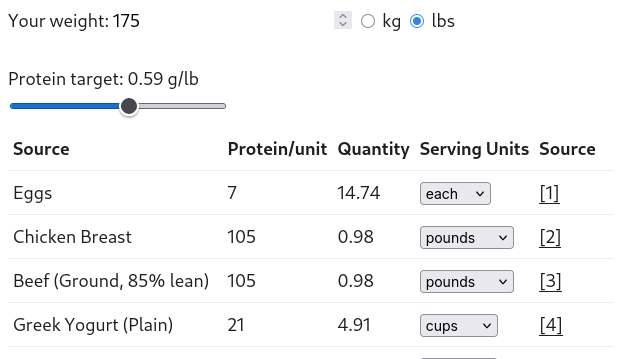 Your weight: 175 kg lbs
Protein target: 0.59 g/lb
Source Protein/unit Quantity Serving Units Source
Eggs 7 14.74 each [1]
Chicken Breast 105 0.98 pounds [2]
Beef (Ground, 85% lean) 105 0.98 pounds [3]
Greek Yogurt (Plain) 21 4.91 cups [4]